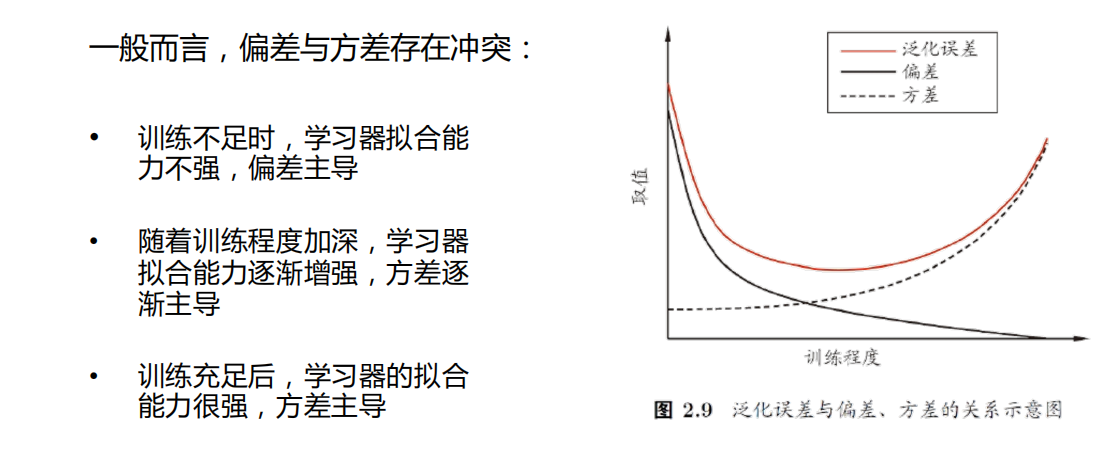 一般而言，偏差与方差存在冲突：
• 训练不足时，学习器拟合能
力不强，偏差主导
• 随着训练程度加深，学习器
拟合能力逐渐增强，方差逐
渐主导
• 训练充足后，学习器的拟合
能力很强，方差主导
泛化误差
偏差
方差
取值
训练程度
图 2.9 泛化误差与偏差、方差的关系示意图